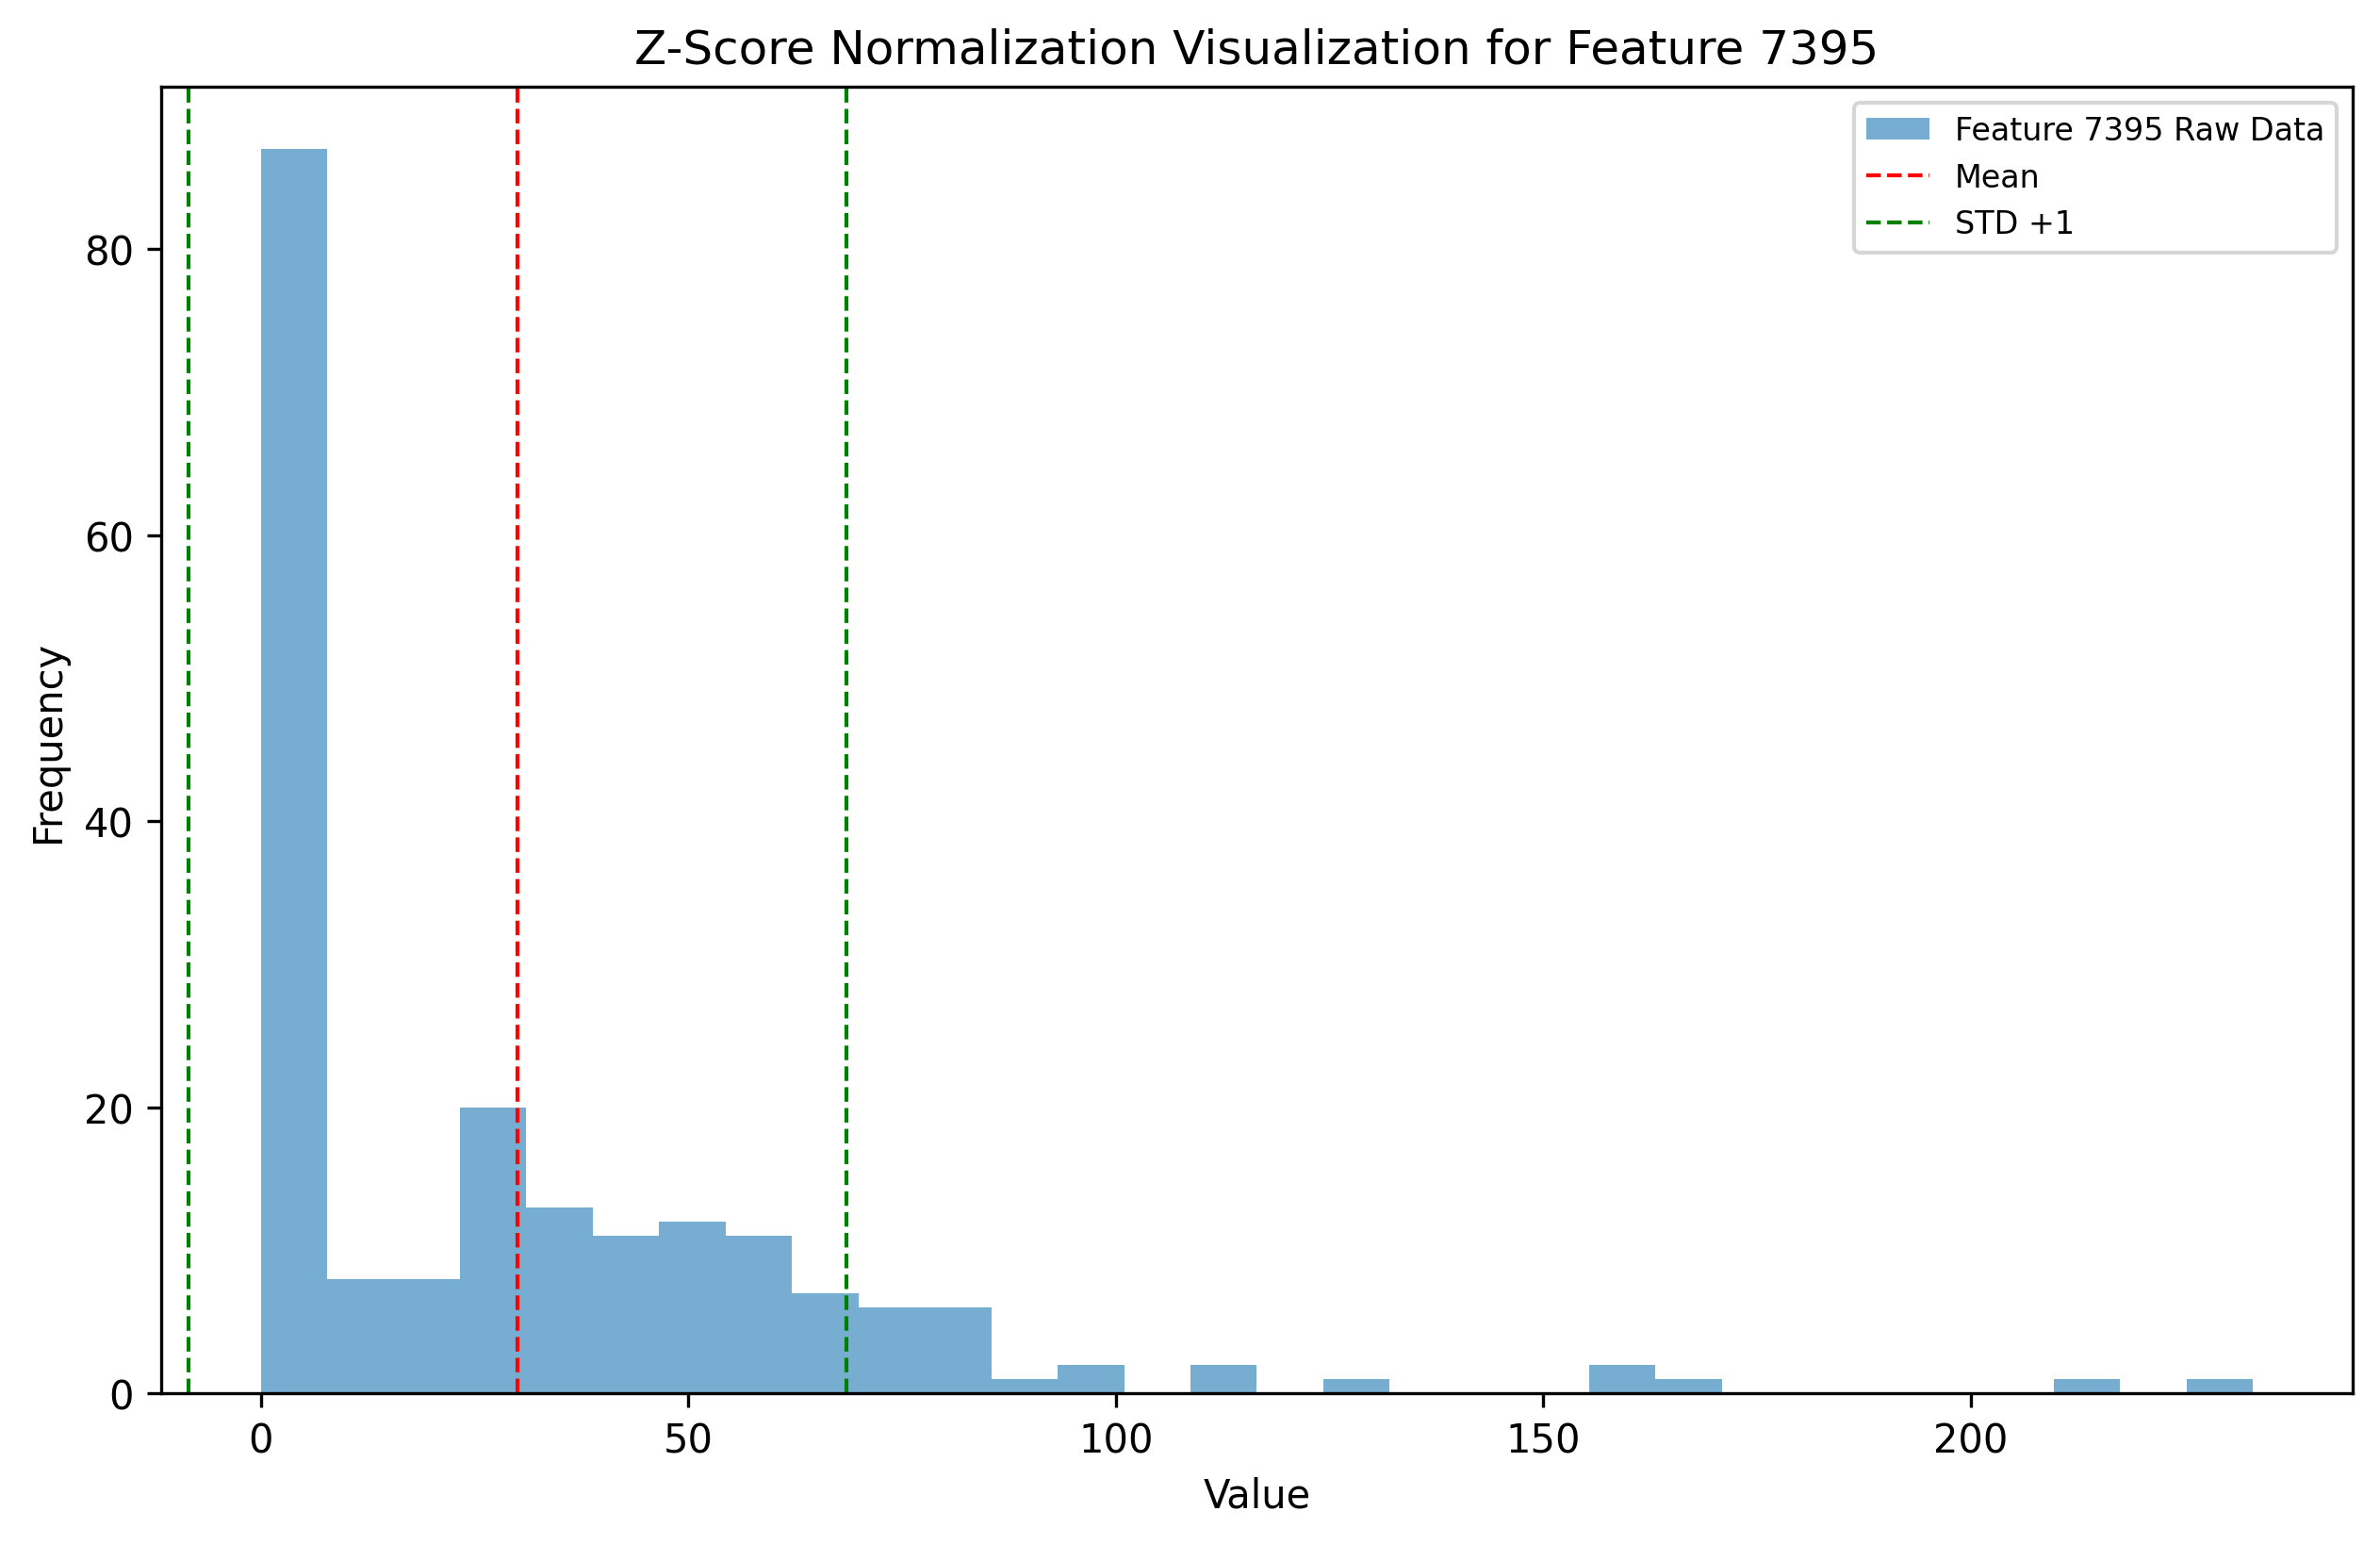 Z-Score Normalization Visualization for Feature 7395
Feature 7395 Raw Data
Mean
STD +1
80
60
40
20
0
Frequency
0 50 100 150 200
Value